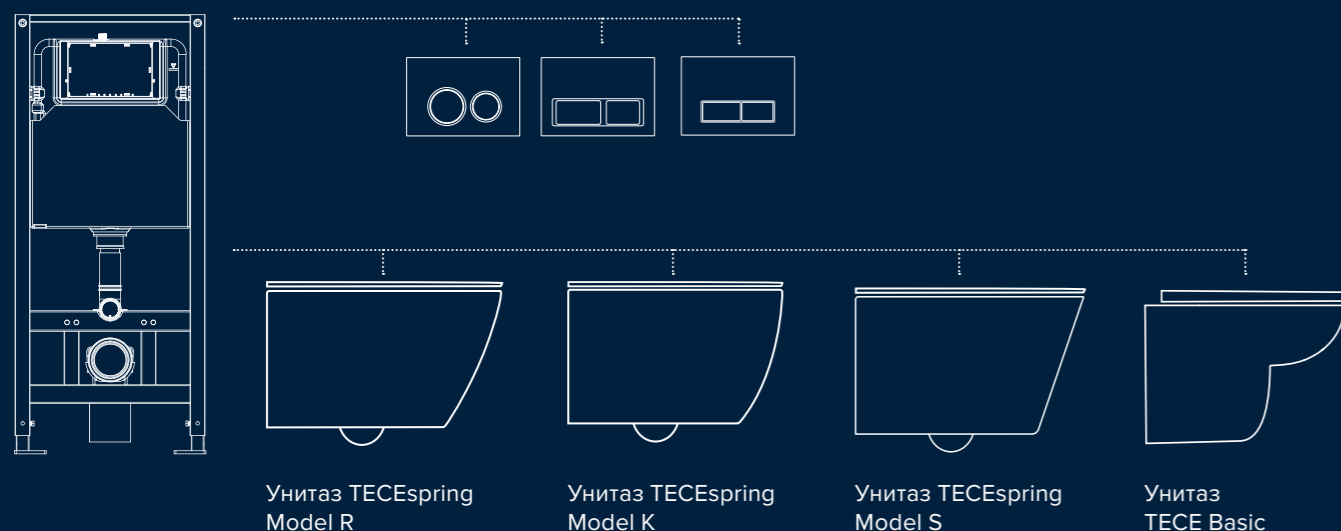 Унитаз TECEspring
Model R
Унитаз TECEspring
Model K
Унитаз TECEspring
Model S
Унитаз
TECE Basic